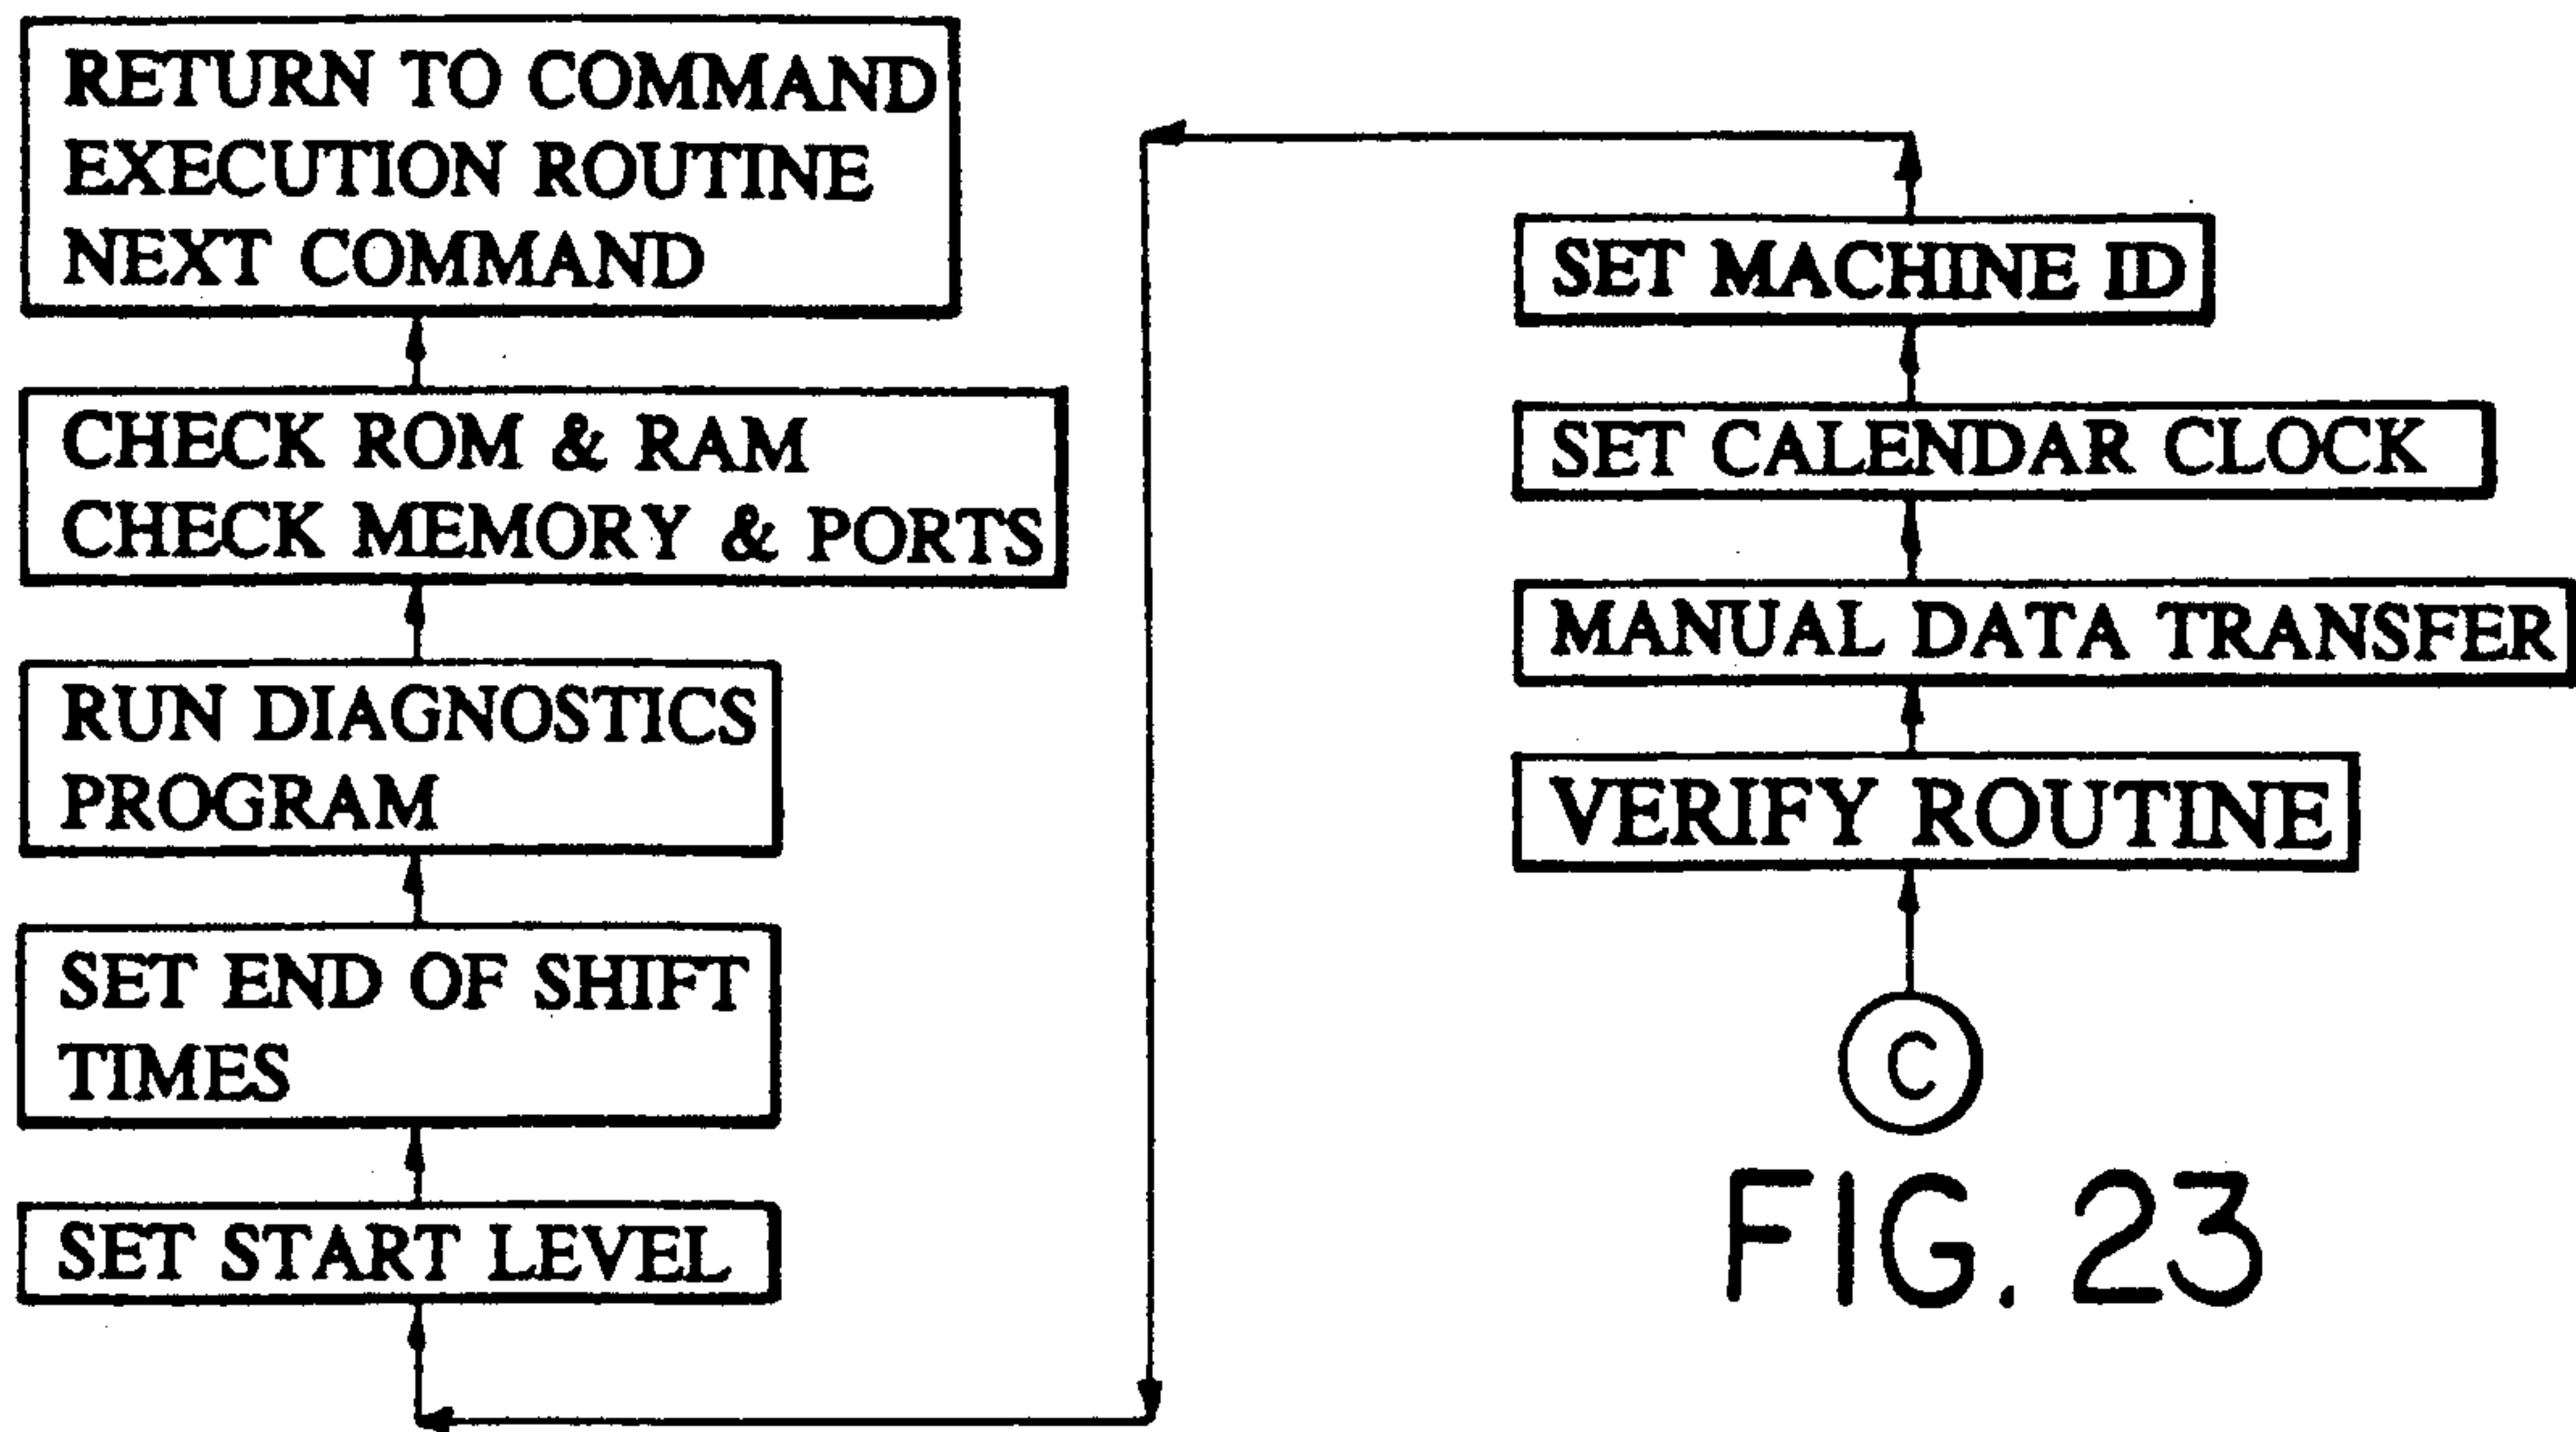 RETURN TO COMMAND
EXECUTION ROUTINE
NEXT COMMAND
CHECK ROM & RAM
CHECK MEMORY & PORTS
RUN DIAGNOSTICS
PROGRAM
SET END OF SHIFT
TIMES
SET START LEVEL
SET MACHINE ID
SET CALENDAR CLOCK
MANUAL DATA TRANSFER
VERIFY ROUTINE
C
FIG. 23